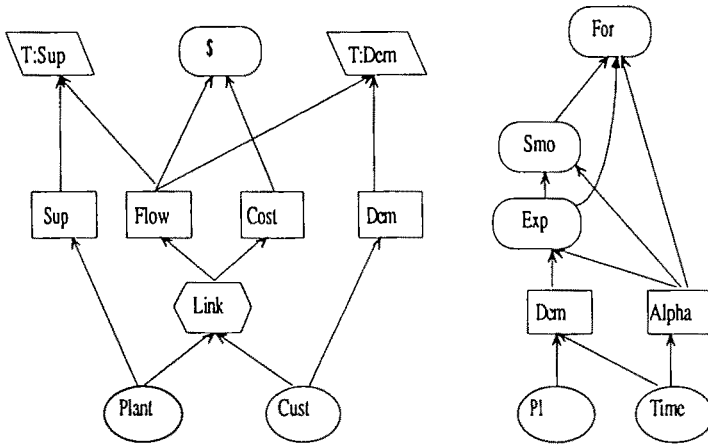 T:Sup
$
T:Dem
For
Smo
Sup
Flow
Cost
Dem
Exp
Link
Dem
Alpha
Plant
Cust
Pl
Time